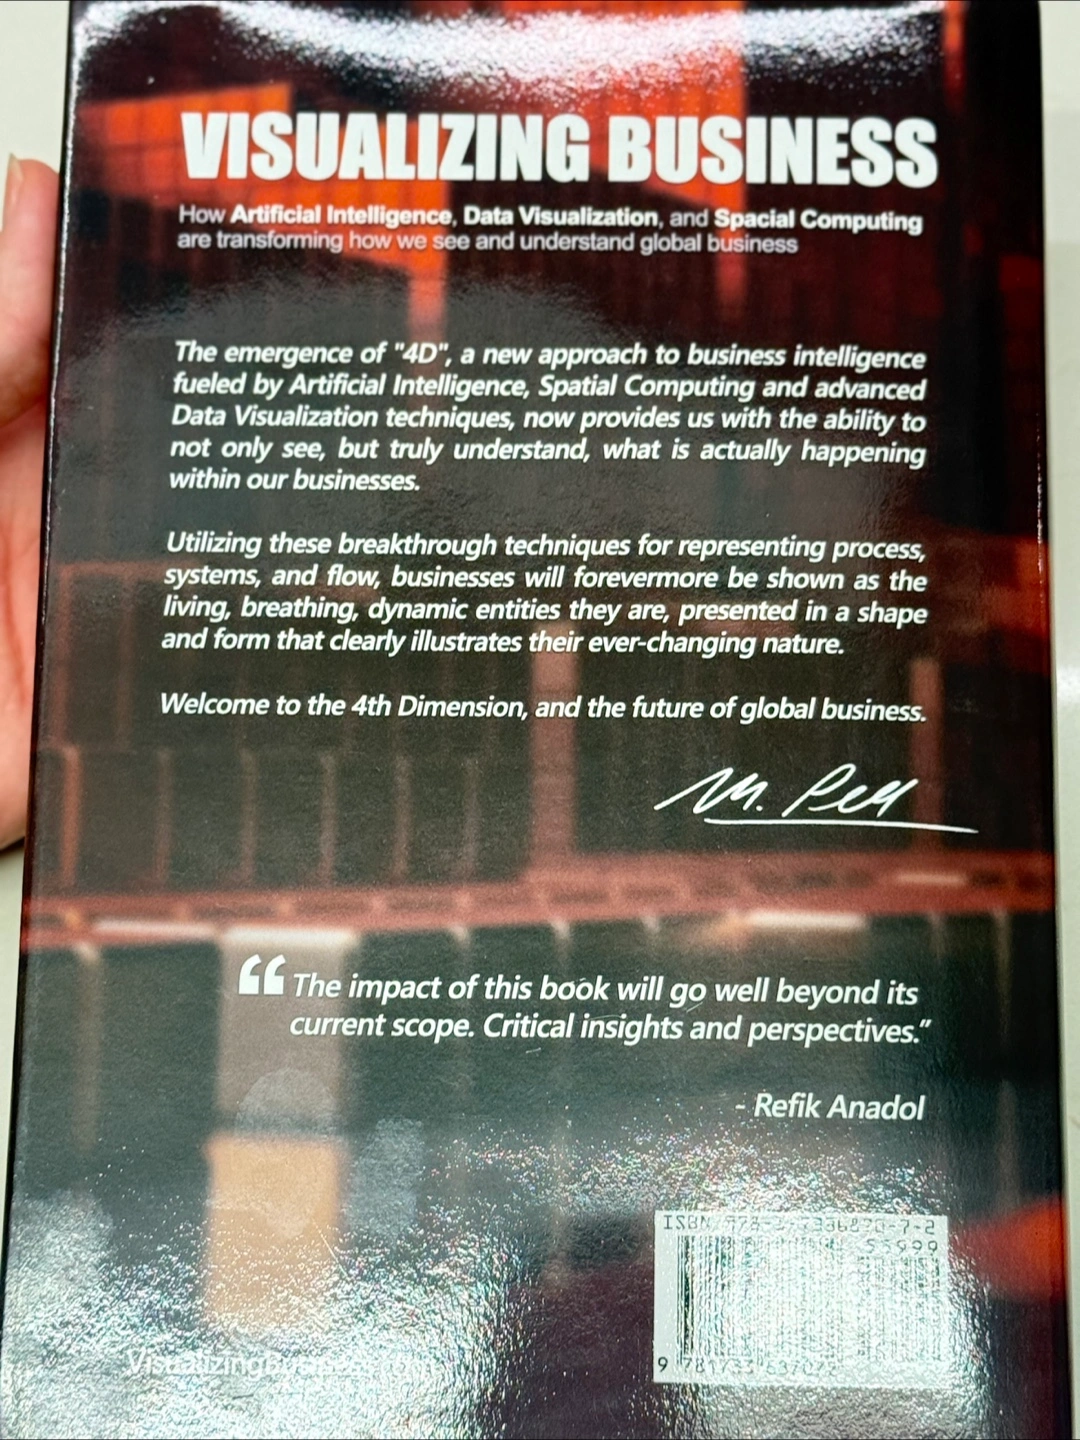 VISUALIZING BUSINESS
How Artificial Intelligence, Data Visualization, and Spacial Computing
are transforming how we see and understand global business
The emergence of "4D", a new approach to business intelligence
fueled by Artificial Intelligence, Spatial Computing and advanced
Data Visualization techniques, now provides us with the ability to
not only see, but truly understand, what is actually happening
within our businesses.
Utilizing these breakthrough techniques for representing process,
systems, and flow, businesses will forevermore be shown as the
living, breathing, dynamic entities they are, presented in a shape
and form that clearly illustrates their ever-changing nature.
Welcome to the 4th Dimension, and the future of global business.
M. Pell
“The impact of this book will go well beyond its
current scope. Critical insights and perspectives.”
- Refik Anadol
ISBN